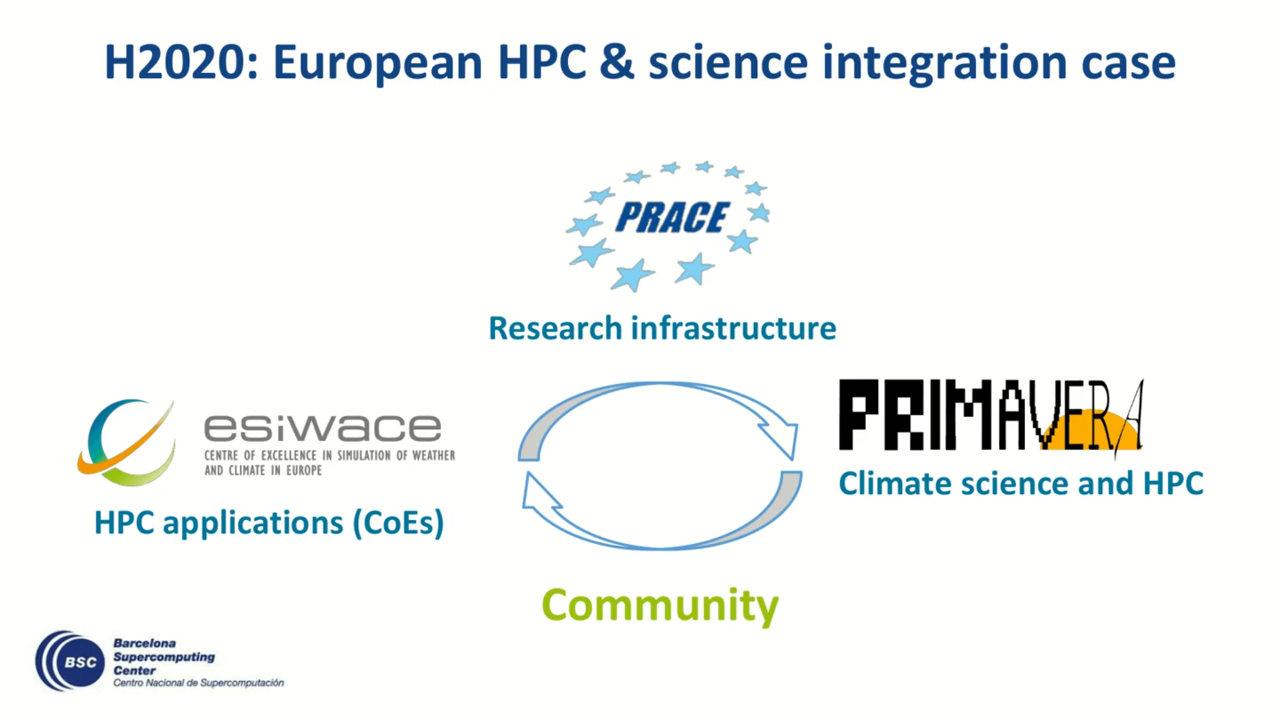 H2020: European HPC & science integration case
PRACE
Research infrastructure
esiwace
CENTRE OF EXCELLENCE IN SIMULATION OF WEATHER
AND CLIMATE IN EUROPE
HPC applications (CoEs)
PRIMAVERA
Climate science and HPC
Community
BSC
Barcelona
Supercomputing
Center
Centro Nacional de Supercomputación